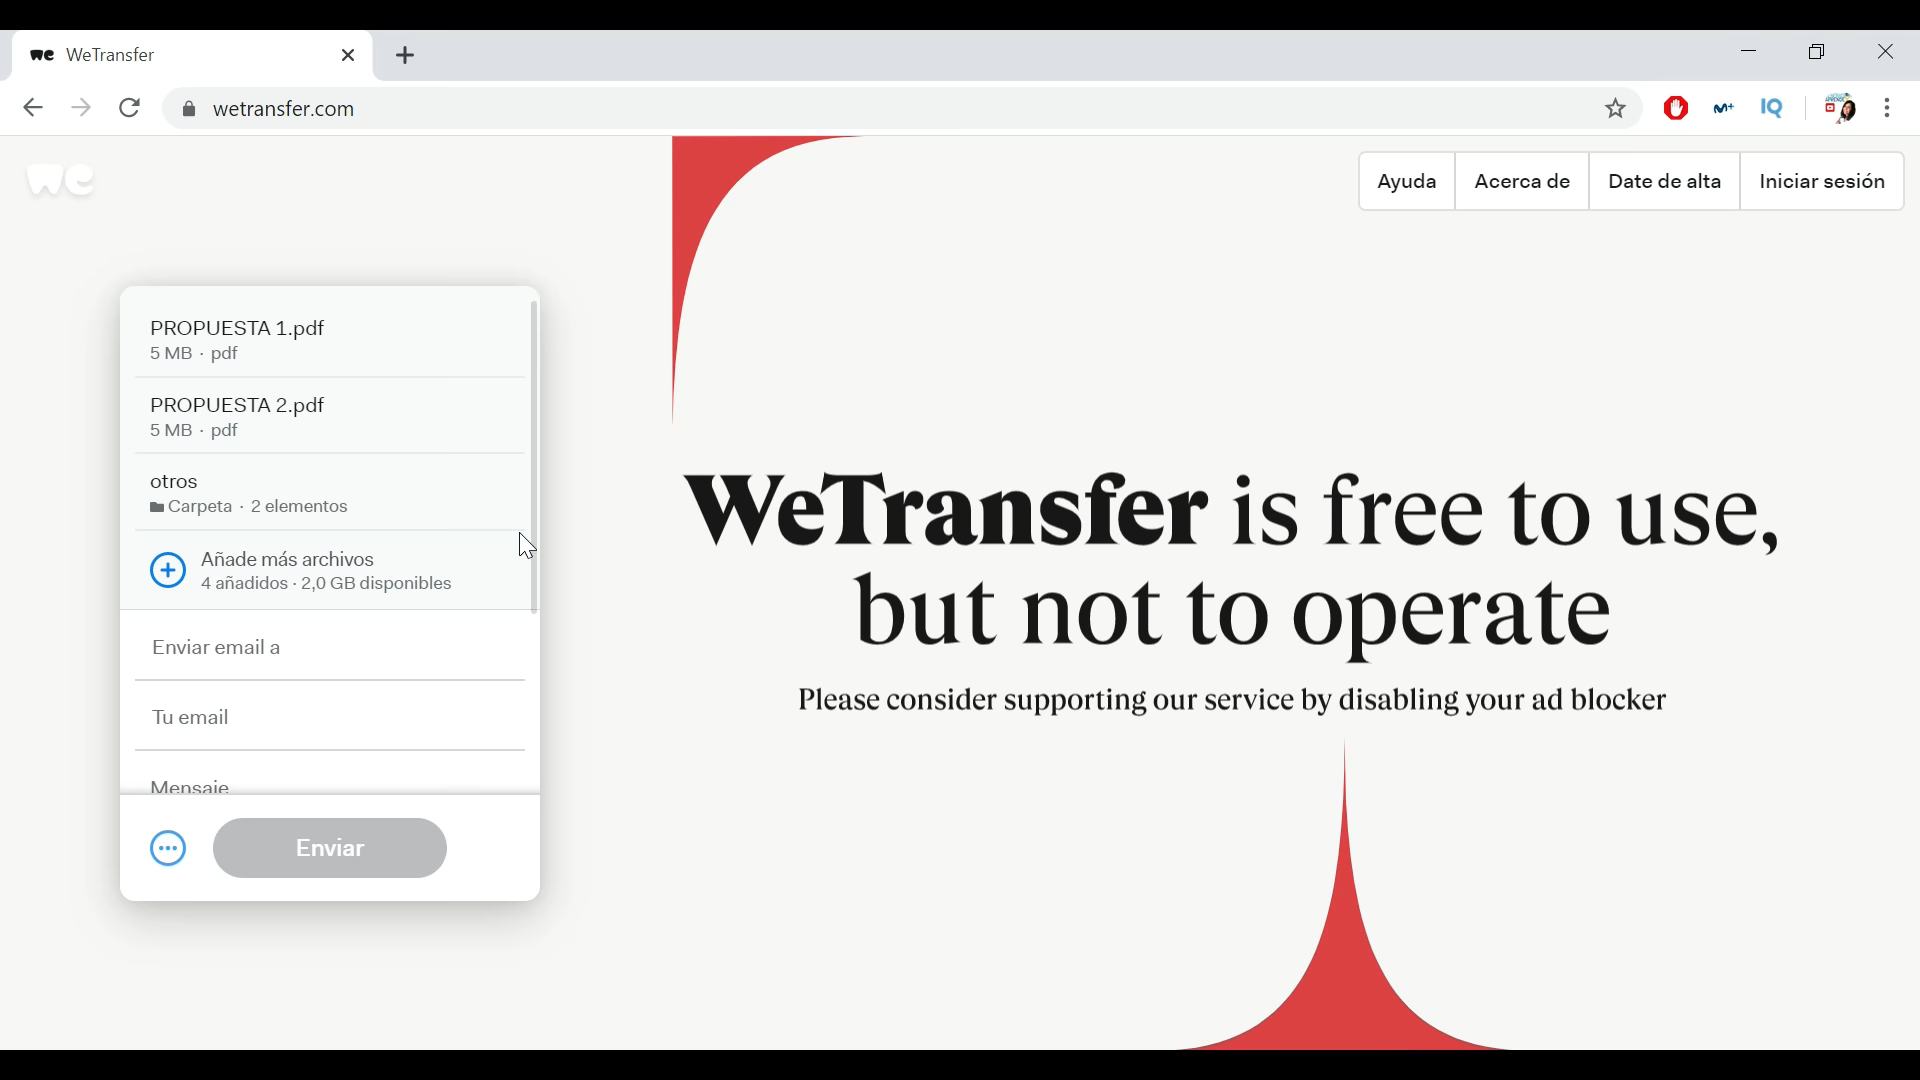 WeTransfer
wetransfer.com
IQ
we
Ayuda
Acerca de
Date de alta
Iniciar sesión
PROPUESTA 1.pdf
5 MB · pdf
PROPUESTA 2.pdf
5 MB · pdf
otros
Carpeta · 2 elementos
Añade más archivos
4 añadidos · 2,0 GB disponibles
Enviar email a
Tu email
Mensaje
Enviar
WeTransfer is free to use,
but not to operate
Please consider supporting our service by disabling your ad blocker